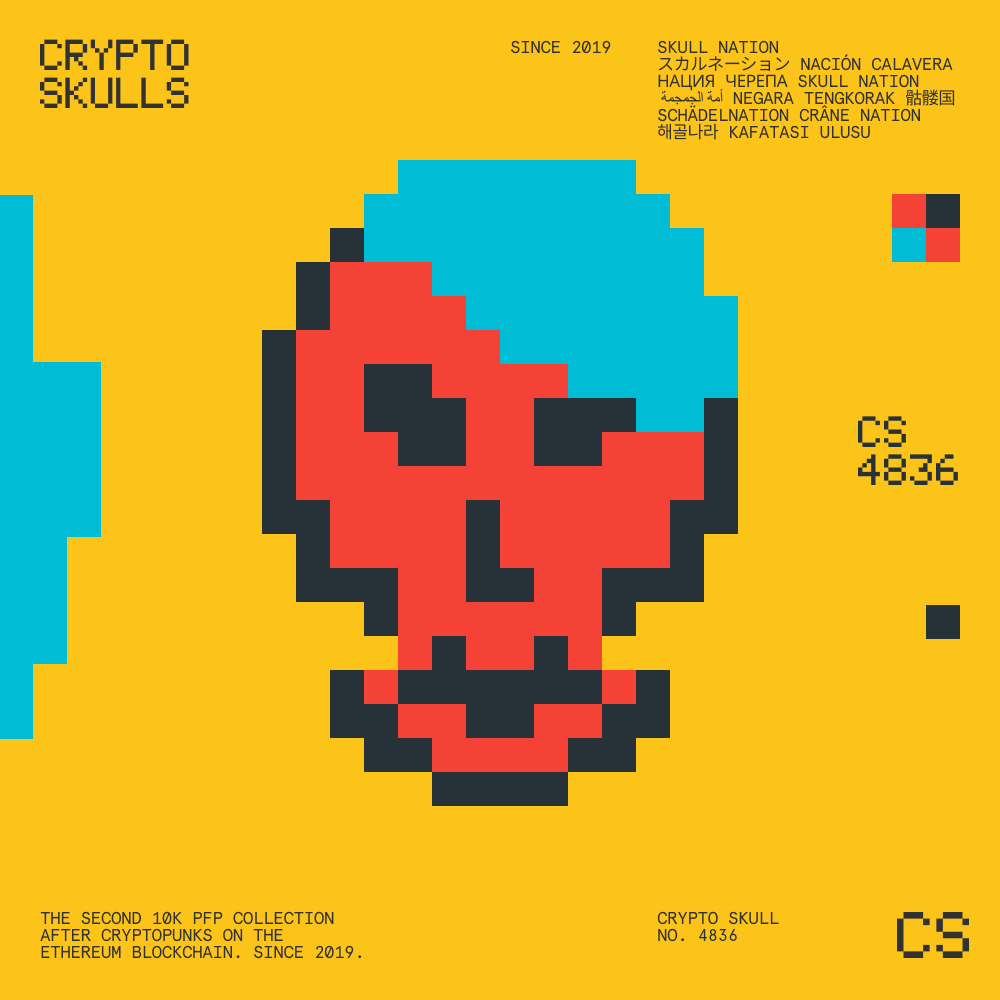 CRYPTO
SKULLS
SINCE 2019
SKULL NATION
スカルネーション NACIÓN CALAVERA
НАЦИЯ ЧЕРЕПА SKULL NATION
أمة الجمجمة NEGARA TENGKORAK 骷髅国
SCHÄDELNATION CRÂNE NATION
해골나라 KAFATASI ULUSU
CS
4836
THE SECOND 10K PFP COLLECTION
AFTER CRYPTOPUNKS ON THE
ETHEREUM BLOCKCHAIN. SINCE 2019.
CRYPTO SKULL
NO. 4836
CS